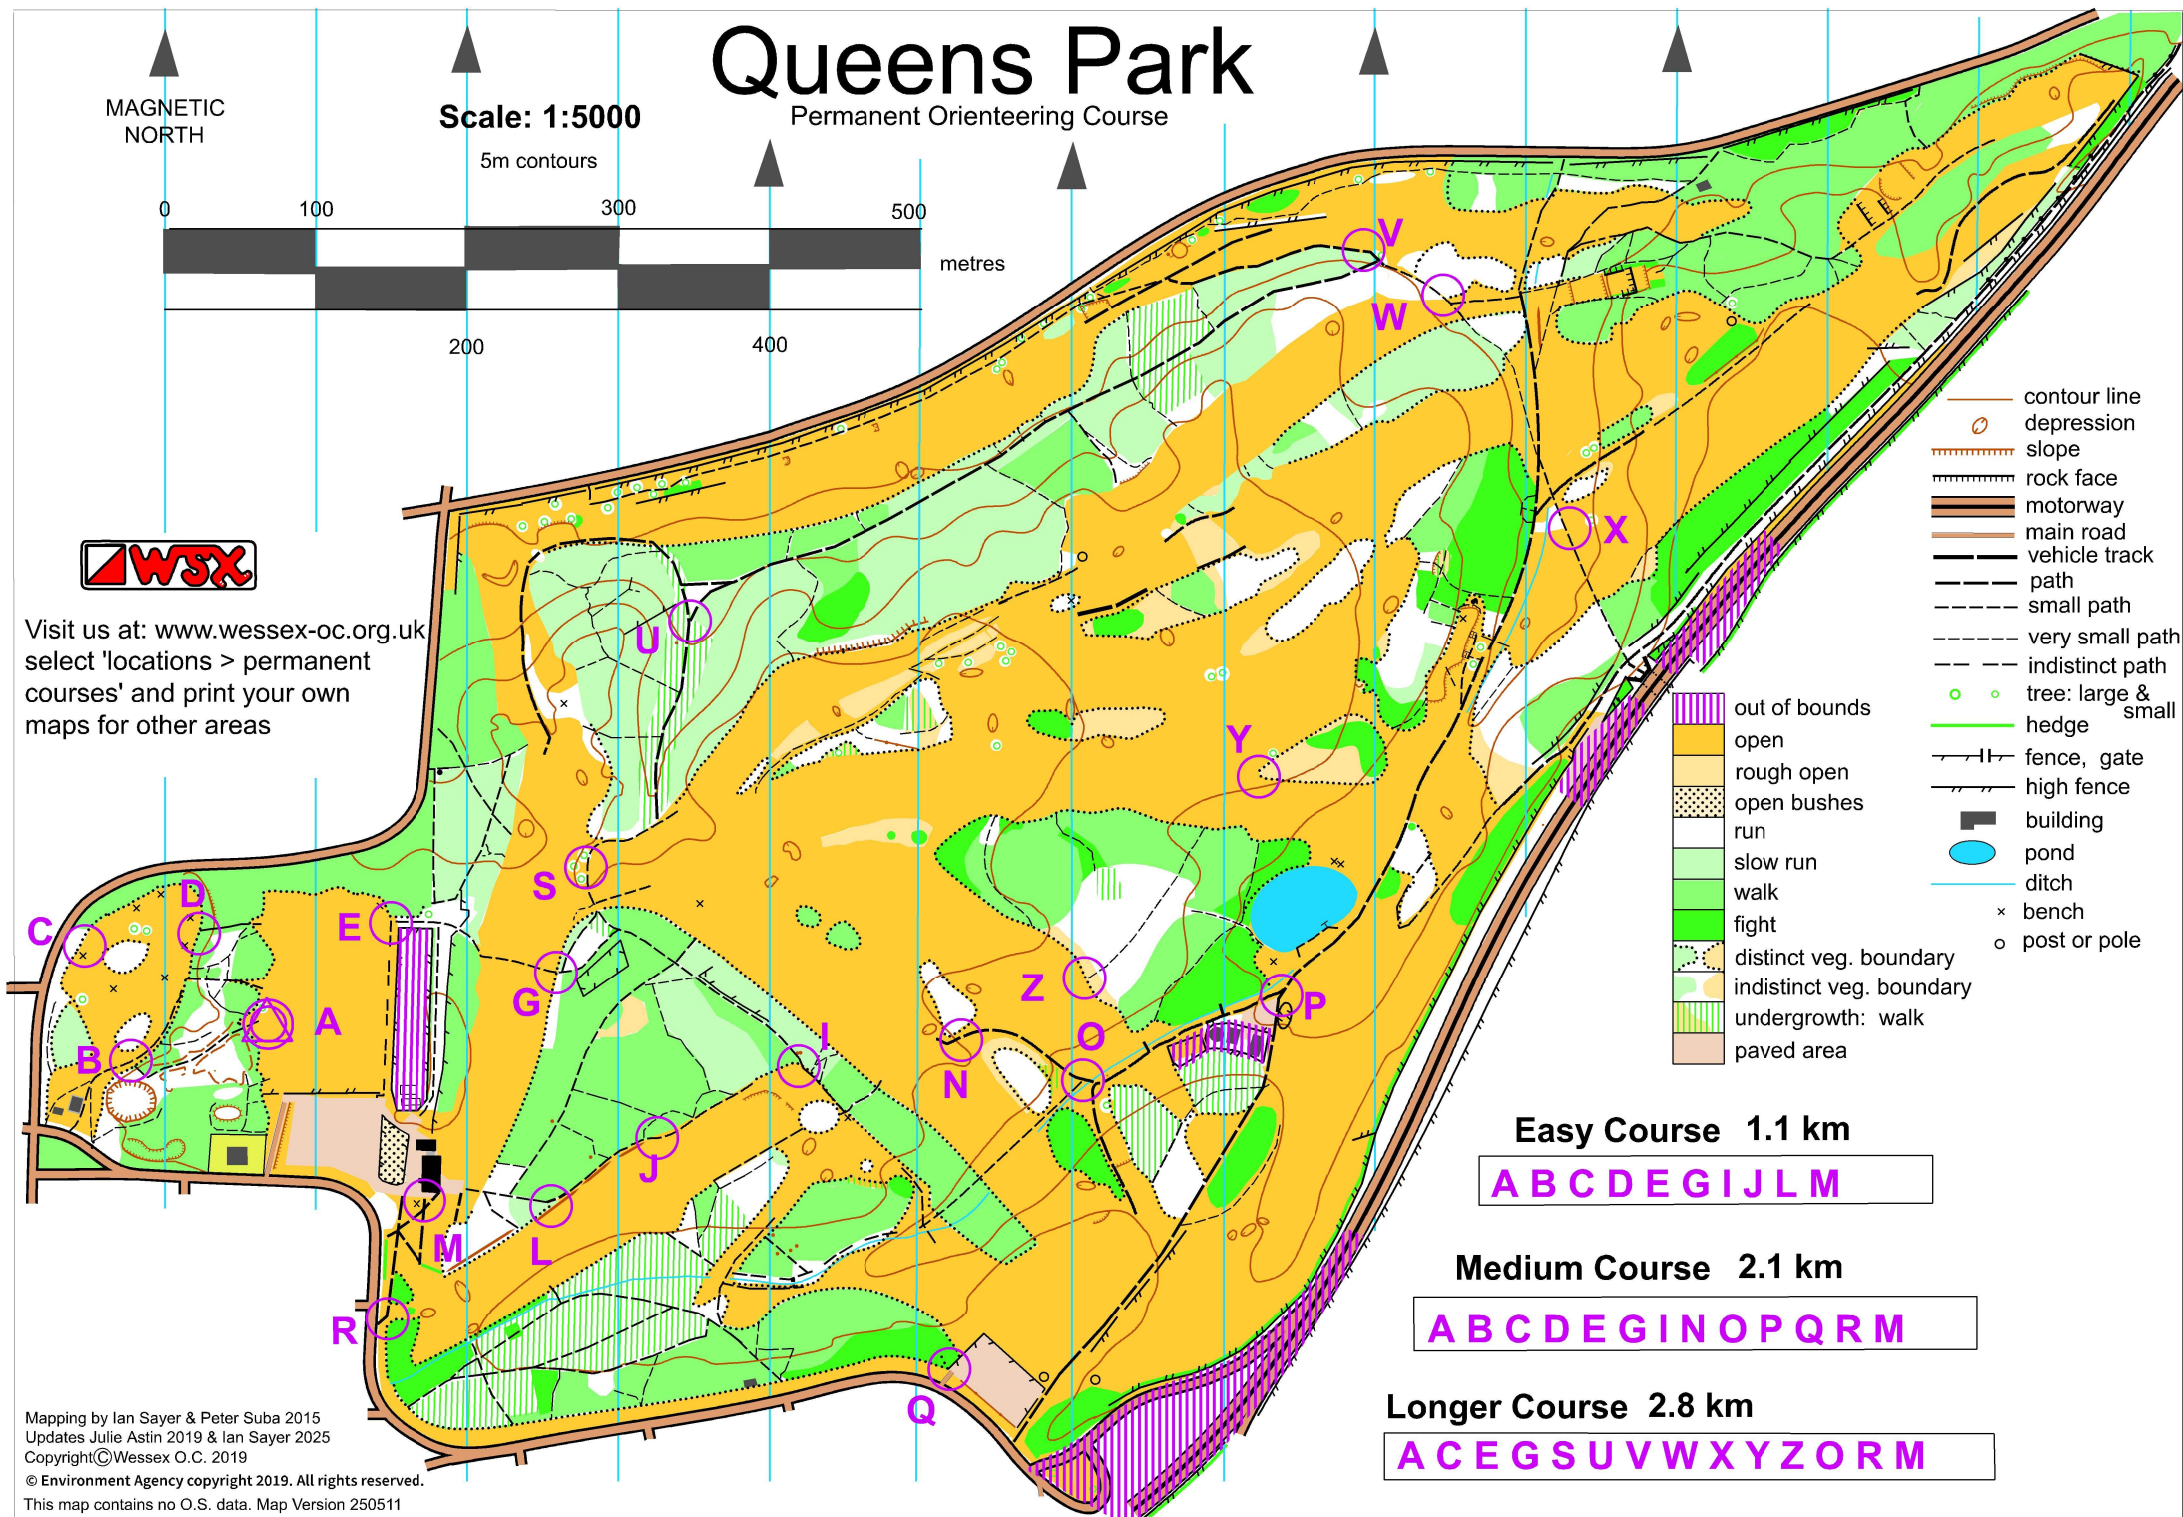 Queens Park
Permanent Orienteering Course
MAGNETIC
NORTH
Scale: 1:5000
5m contours
0 100 300 500
metres
200 400
WSX
Visit us at: www.wessex-oc.org.uk
select 'locations > permanent
courses' and print your own
maps for other areas
V
W
X
U
Y
S
D
C
E
G
Z
P
A
I
O
B
N
J
M
L
R
Q
contour line
depression
slope
rock face
motorway
main road
vehicle track
path
small path
very small path
indistinct path
tree: large &
small
hedge
fence, gate
high fence
building
pond
ditch
bench
post or pole
out of bounds
open
rough open
open bushes
run
slow run
walk
fight
distinct veg. boundary
indistinct veg. boundary
undergrowth: walk
paved area
Easy Course 1.1 km
A B C D E G I J L M
Medium Course 2.1 km
A B C D E G I N O P Q R M
Longer Course 2.8 km
A C E G S U V W X Y Z O R M
Mapping by Ian Sayer & Peter Suba 2015
Updates Julie Astin 2019 & Ian Sayer 2025
Copyright©Wessex O.C. 2019
© Environment Agency copyright 2019. All rights reserved.
This map contains no O.S. data. Map Version 250511